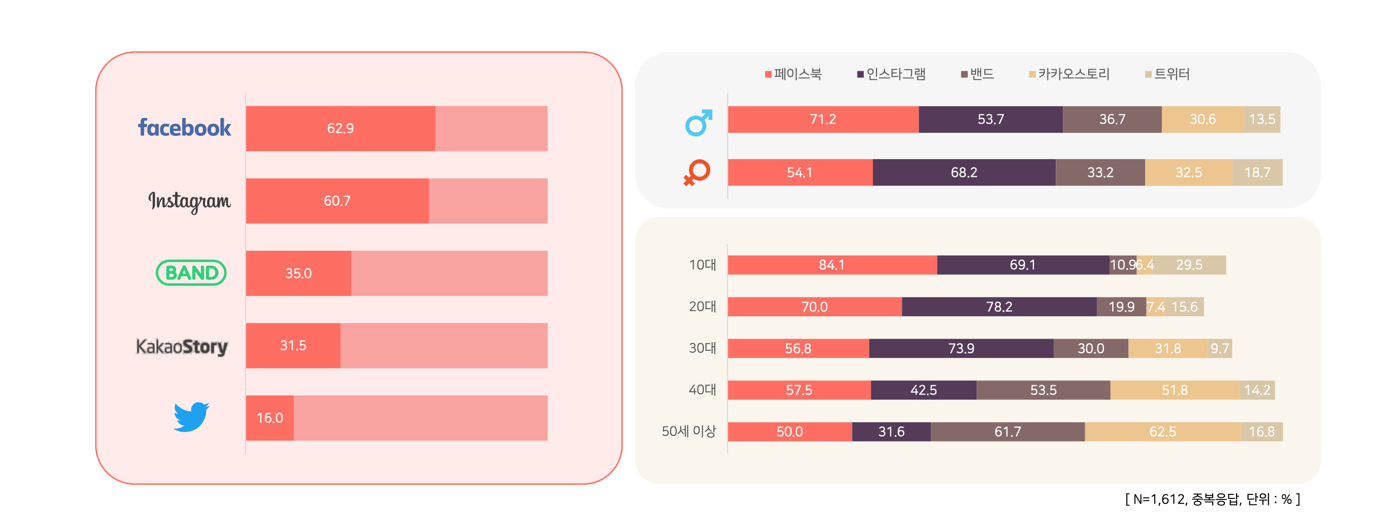 facebook
62.9
Instagram
60.7
BAND
35.0
KakaoStory
31.5
16.0
페이스북 인스타그램 밴드 카카오스토리 트위터
71.2 53.7 36.7 30.6 13.5
54.1 68.2 33.2 32.5 18.7
10대 84.1 69.1 10.9 6.4 29.5
20대 70.0 78.2 19.9 7.4 15.6
30대 56.8 73.9 30.0 31.8 9.7
40대 57.5 42.5 53.5 51.8 14.2
50세 이상 50.0 31.6 61.7 62.5 16.8
[ N=1,612, 중복응답, 단위 : % ]